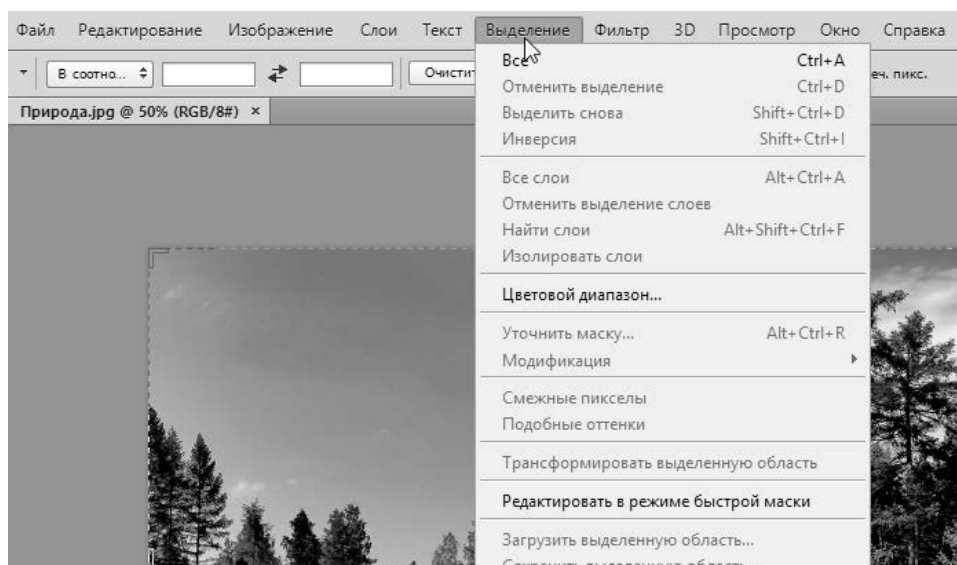 Файл Редактирование Изображение Слои Текст Выделение Фильтр 3D Просмотр Окно Справка
В соотно... Очистит еч. пикс.
Природа.jpg @ 50% (RGB/8#) ×
Все Ctrl+A
Отменить выделение Ctrl+D
Выделить снова Shift+Ctrl+D
Инверсия Shift+Ctrl+I
Все слои Alt+Ctrl+A
Отменить выделение слоев
Найти слои Alt+Shift+Ctrl+F
Изолировать слои
Цветовой диапазон...
Уточнить маску... Alt+Ctrl+R
Модификация
Смежные пикселы
Подобные оттенки
Трансформировать выделенную область
Редактировать в режиме быстрой маски
Загрузить выделенную область...
Сохранить выделенную область...